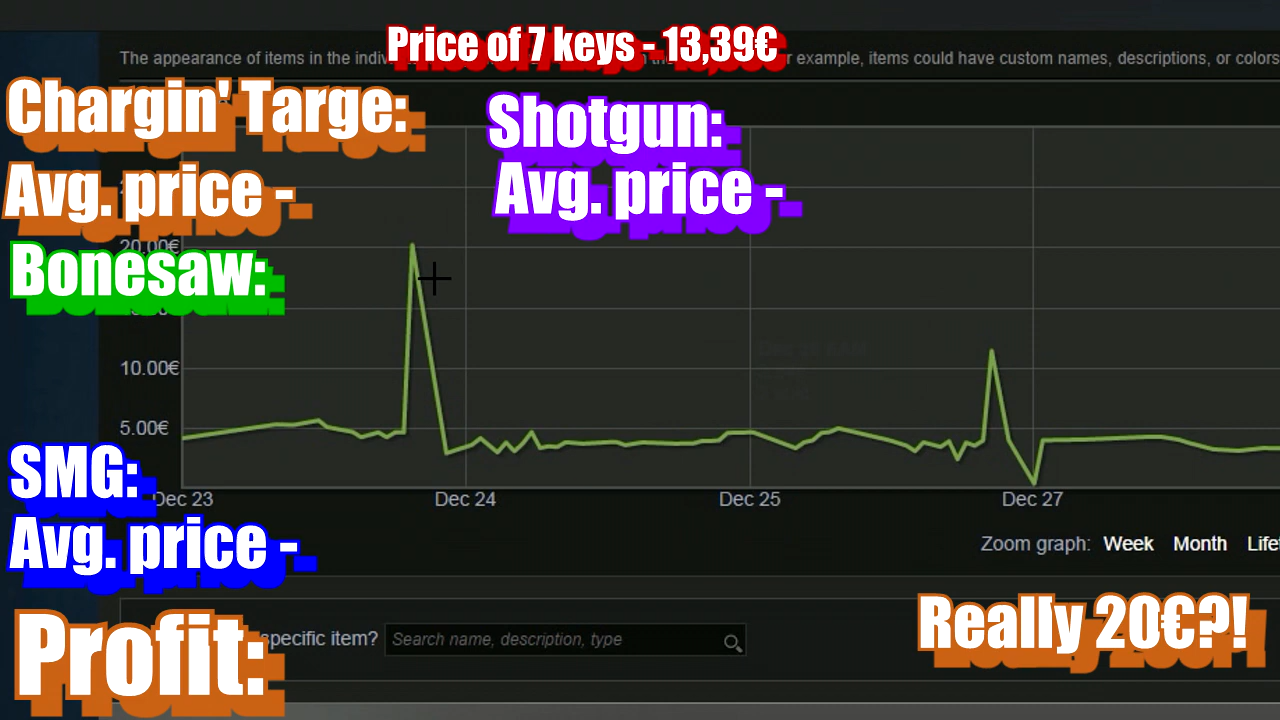 Price of 7 keys - 13,39€
The appearance of items in the indiv
r example, items could have custom names, descriptions, or colors
Chargin' Targe:
Shotgun:
Avg. price -
Avg. price -
20.00€
Bonesaw:
10.00€
5.00€
SMG:
Dec 23
Dec 24
Dec 25
Dec 27
Avg. price -
Zoom graph:
Week
Month
Life
Really 20€?!
specific item?
Search name, description, type
Profit: